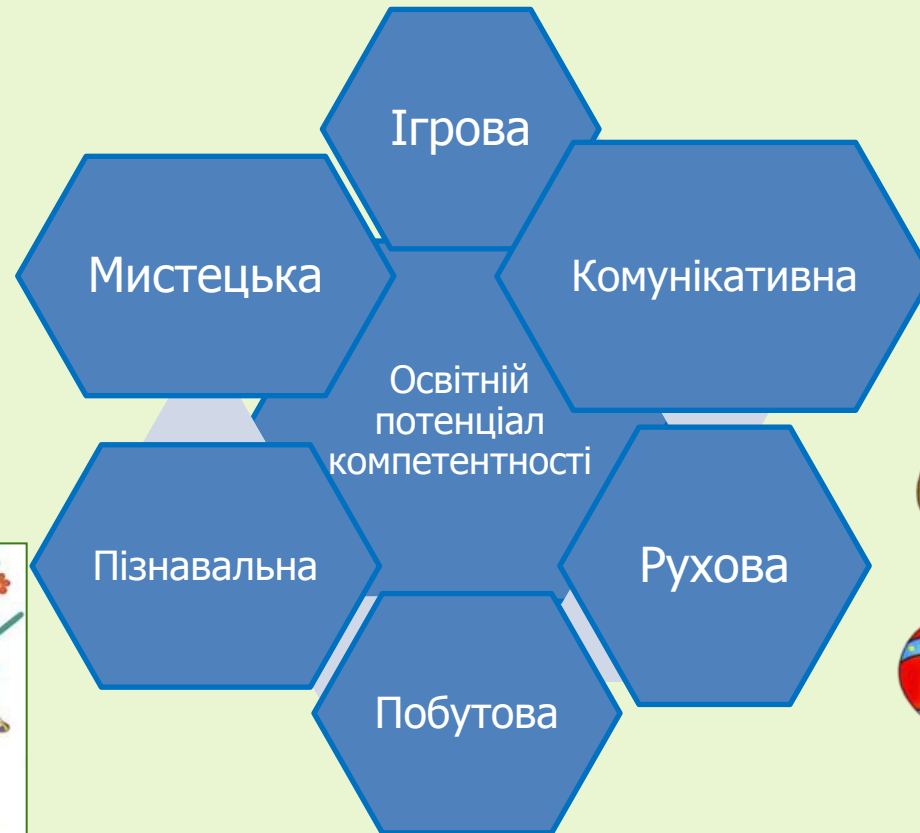 Ігрова
Мистецька
Комунікативна
Освітній
потенціал
компетентності
Пізнавальна
Рухова
Побутова